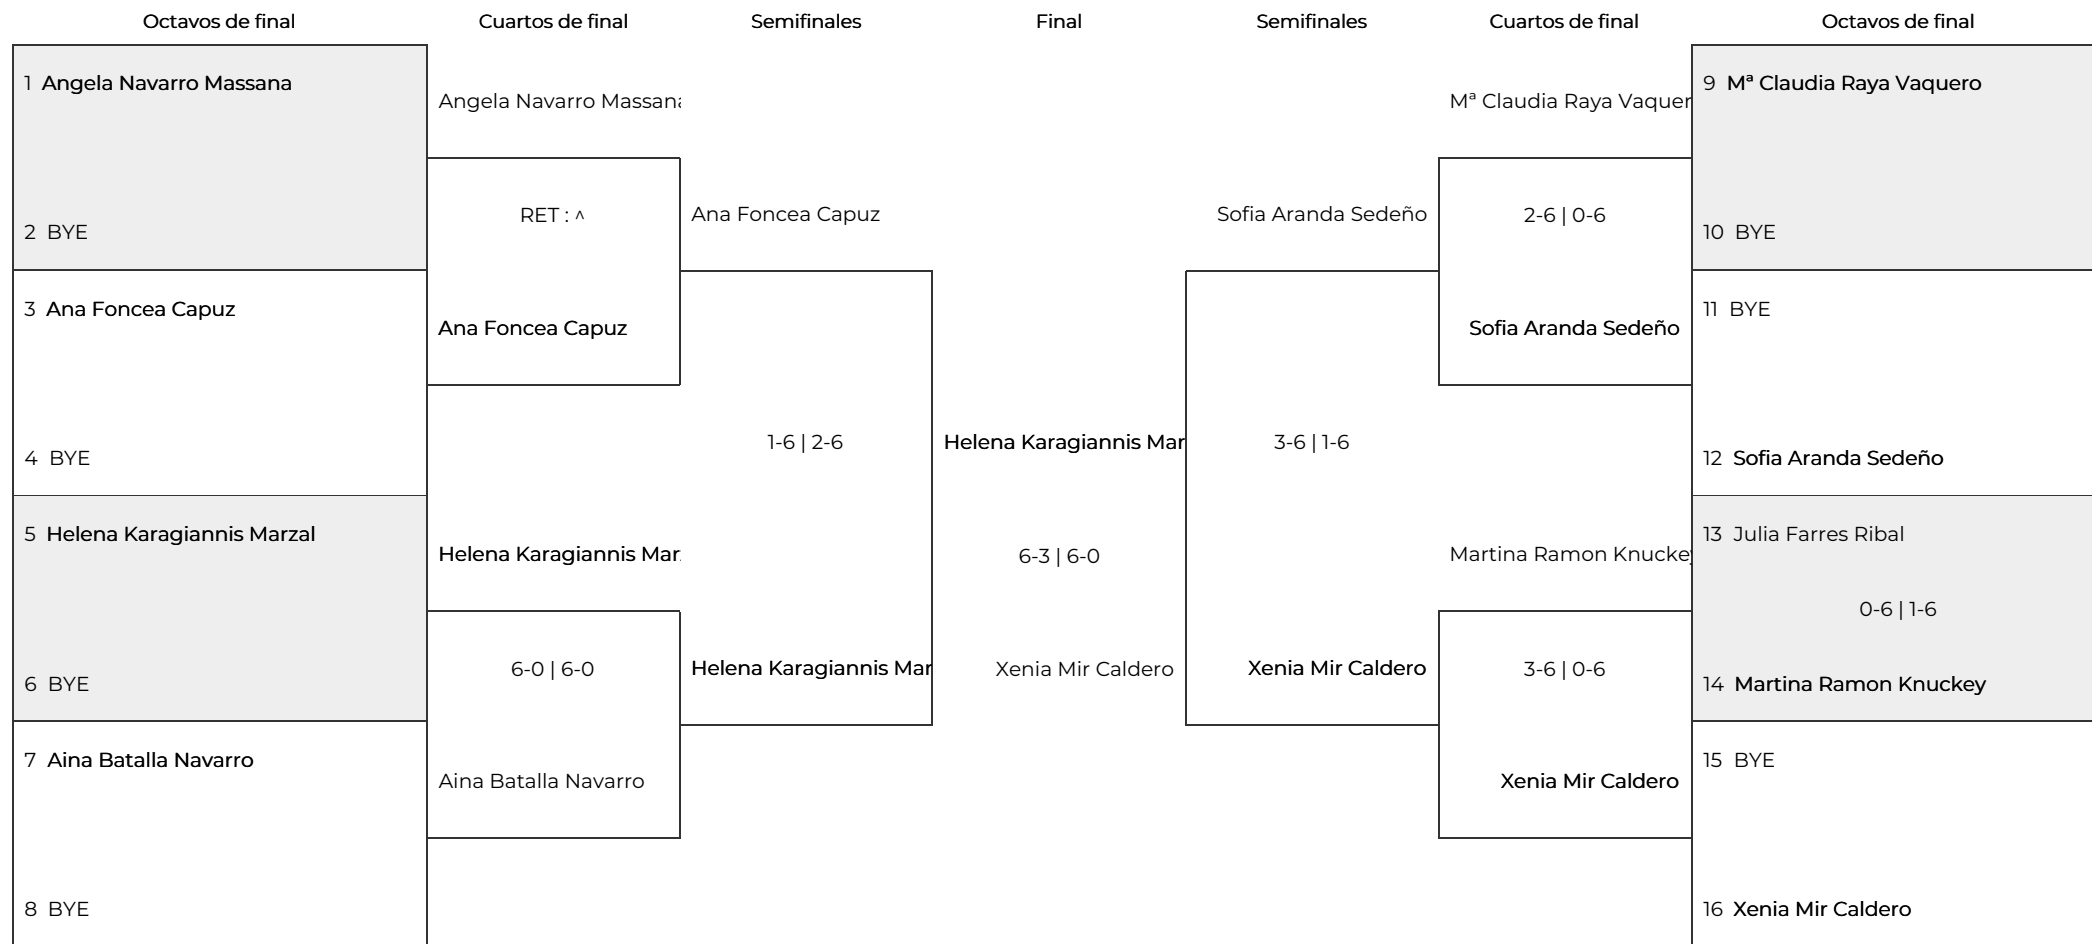 Octavos de final
Cuartos de final
Semifinales
Final
Semifinales
Cuartos de final
Octavos de final
1 Angela Navarro Massana
2 BYE
3 Ana Foncea Capuz
4 BYE
5 Helena Karagiannis Marzal
6 BYE
7 Aina Batalla Navarro
8 BYE
Angela Navarro Massana
RET : ^
Ana Foncea Capuz
Helena Karagiannis Mar
6-0 | 6-0
Aina Batalla Navarro
Ana Foncea Capuz
1-6 | 2-6
Helena Karagiannis Mar
Helena Karagiannis Mar
6-3 | 6-0
Xenia Mir Caldero
Sofia Aranda Sedeño
3-6 | 1-6
Xenia Mir Caldero
Mª Claudia Raya Vaquer
2-6 | 0-6
Sofia Aranda Sedeño
Martina Ramon Knuckey
3-6 | 0-6
Xenia Mir Caldero
9 Mª Claudia Raya Vaquero
10 BYE
11 BYE
12 Sofia Aranda Sedeño
13 Julia Farres Ribal
0-6 | 1-6
14 Martina Ramon Knuckey
15 BYE
16 Xenia Mir Caldero